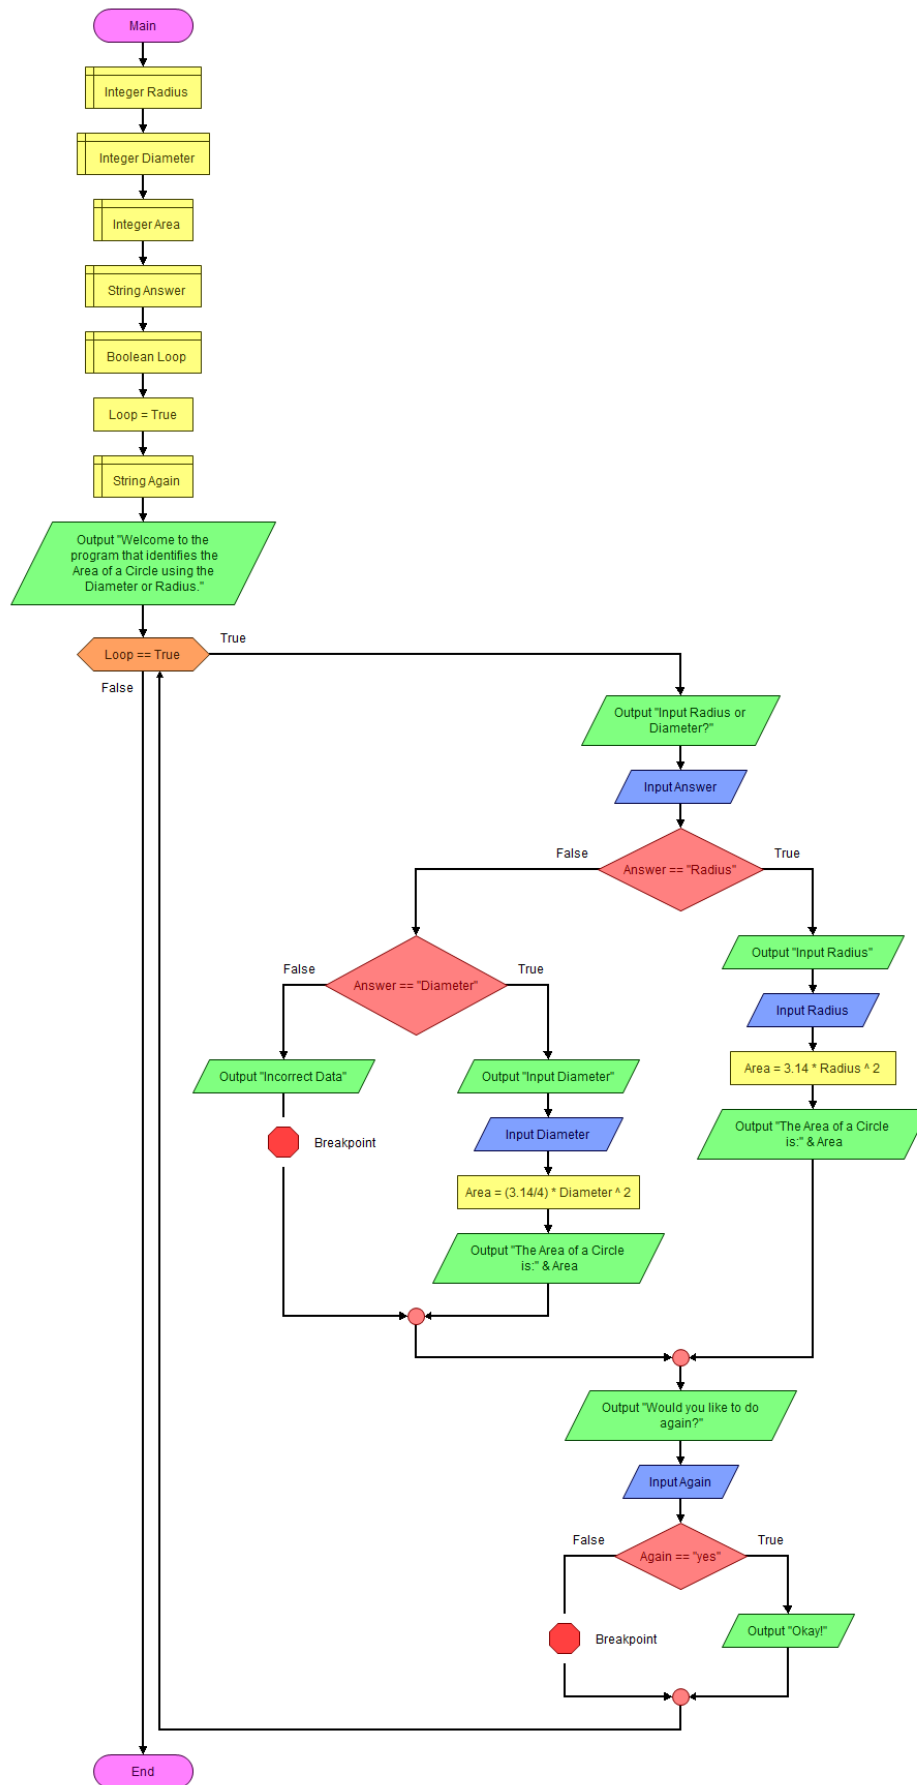 Main
Integer Radius
Integer Diameter
Integer Area
String Answer
Boolean Loop
Loop = True
String Again
Output "Welcome to the
program that identifies the
Area of a Circle using the
Diameter or Radius."
Loop == True
True
False
Output "Input Radius or
Diameter?"
Input Answer
Answer == "Radius"
False
True
Answer == "Diameter"
False
True
Output "Incorrect Data"
Breakpoint
Output "Input Diameter"
Input Diameter
Area = (3.14/4) * Diameter ^ 2
Output "The Area of a Circle
is:" & Area
Output "Input Radius"
Input Radius
Area = 3.14 * Radius ^ 2
Output "The Area of a Circle
is:" & Area
Output "Would you like to do
again?"
Input Again
Again == "yes"
False
True
Breakpoint
Output "Okay!"
End